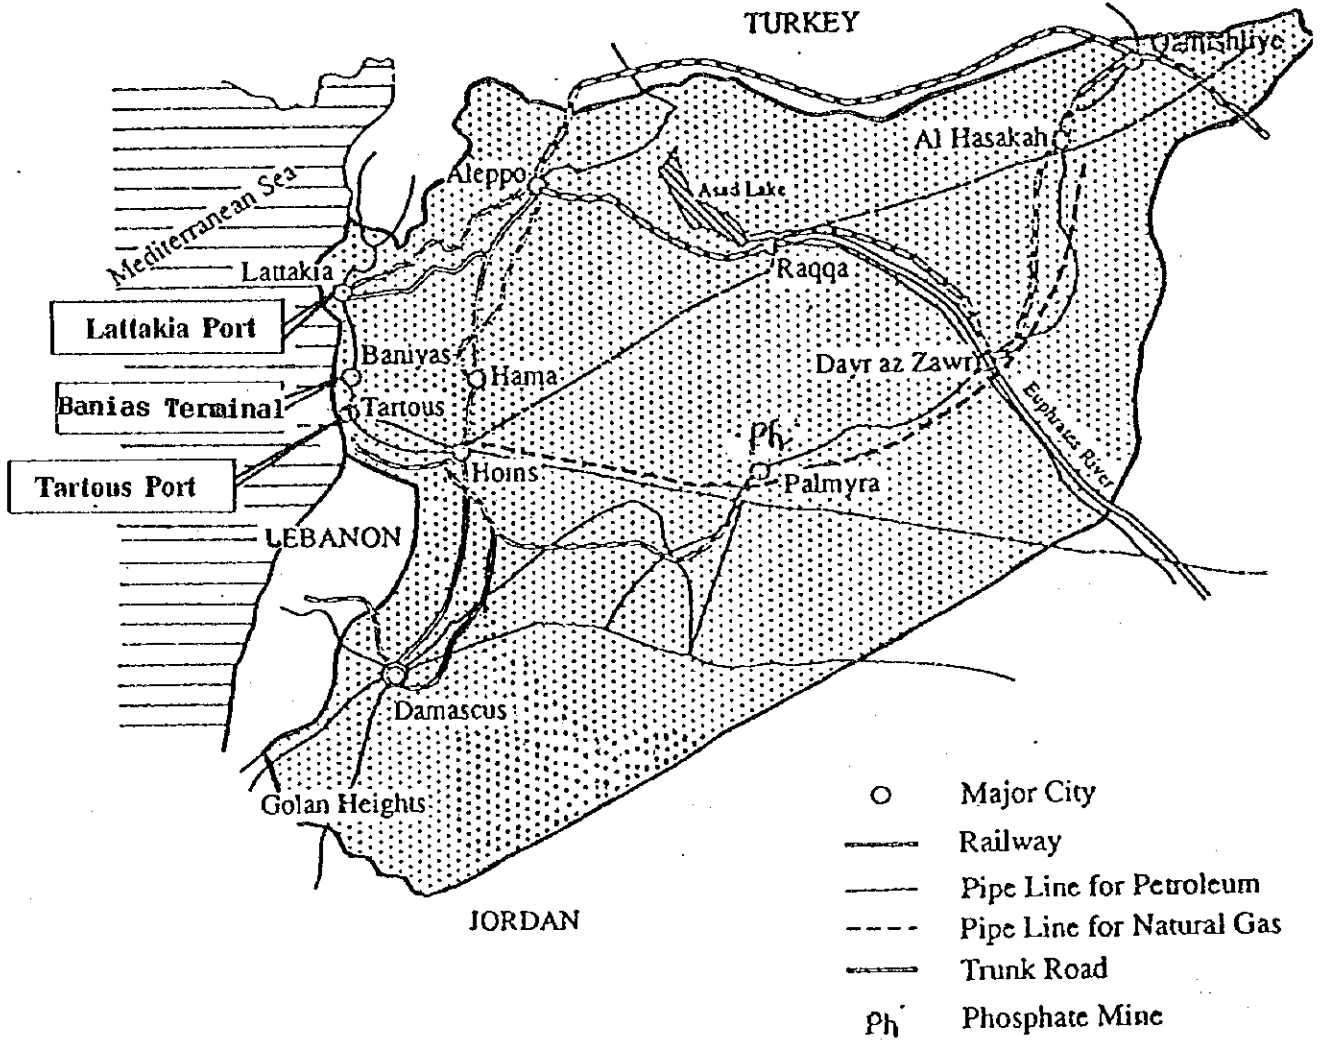 TURKEY
Qamishliye
Al Hasakah
Aleppo
Asad Lake
Mediterranean Sea
Lattakia
Raqqa
Lattakia Port
Baniyas
Dayr az Zawr
Hama
Banias Terminal
Tartous
Euphrates River
Ph
Homs
Palmyra
Tartous Port
LEBANON
Damascus
Golan Heights
Major City
Railway
Pipe Line for Petroleum
JORDAN
Pipe Line for Natural Gas
Trunk Road
Ph Phosphate Mine